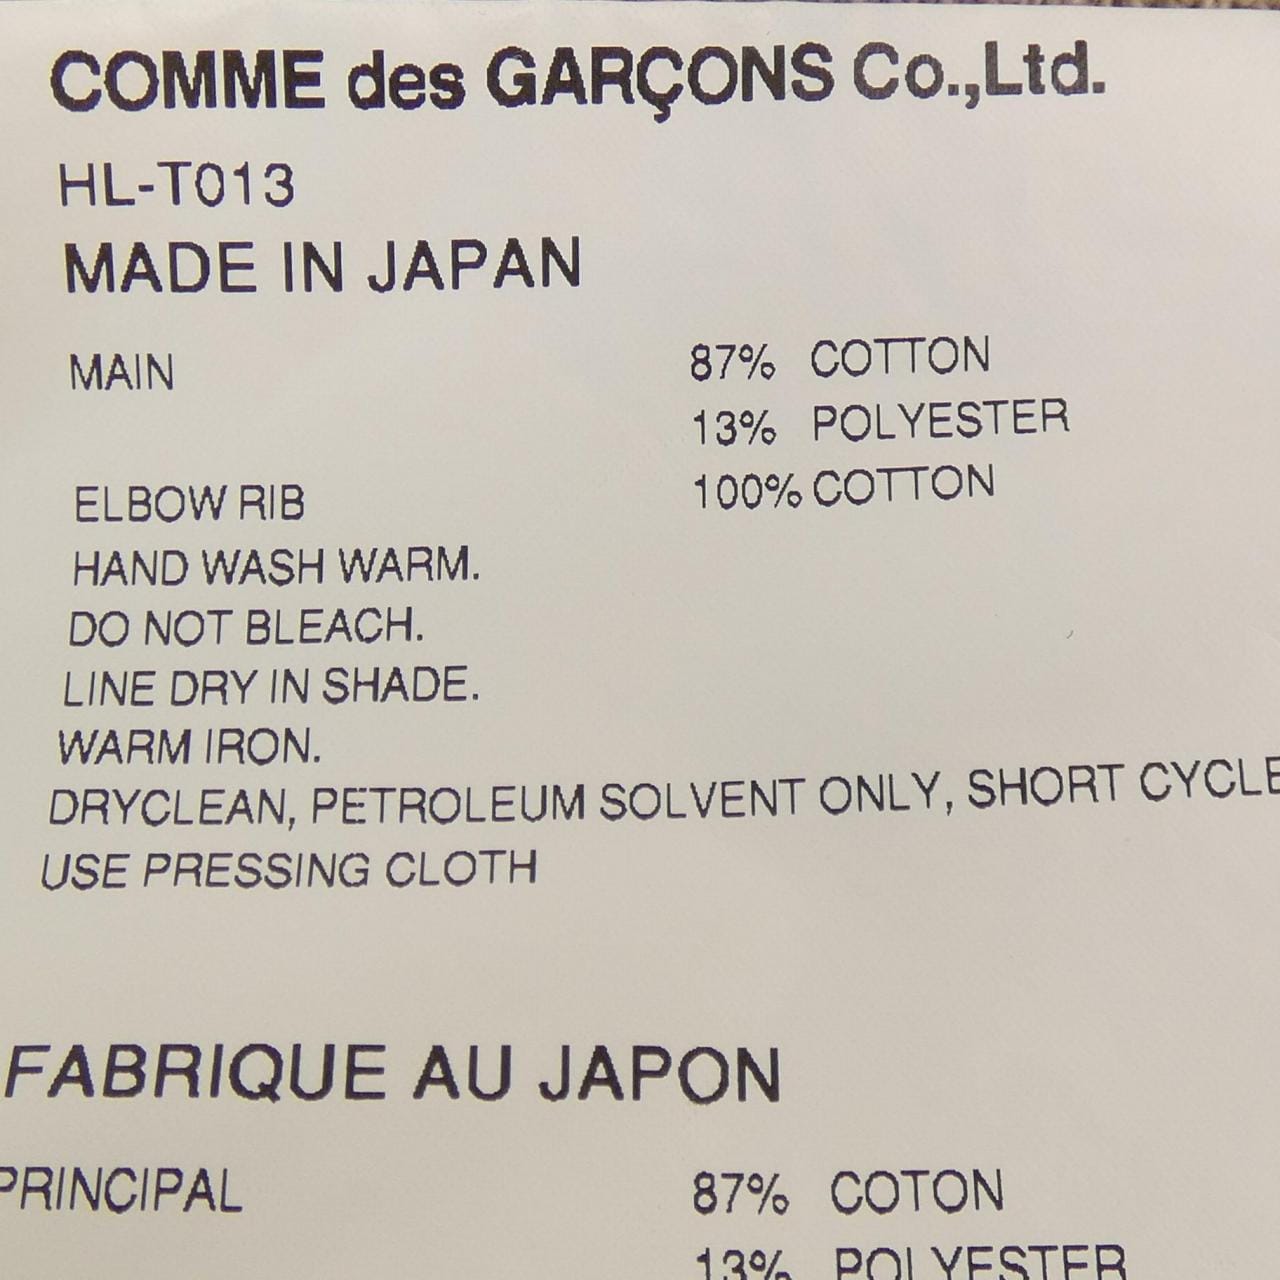 COMME des GARÇONS Co.,Ltd.
HL-T013
MADE IN JAPAN
MAIN 87% COTTON
13% POLYESTER
ELBOW RIB 100% COTTON
HAND WASH WARM.
DO NOT BLEACH.
LINE DRY IN SHADE.
WARM IRON.
DRYCLEAN, PETROLEUM SOLVENT ONLY, SHORT CYCLE
USE PRESSING CLOTH
FABRIQUE AU JAPON
PRINCIPAL 87% COTON
13% POLYESTER